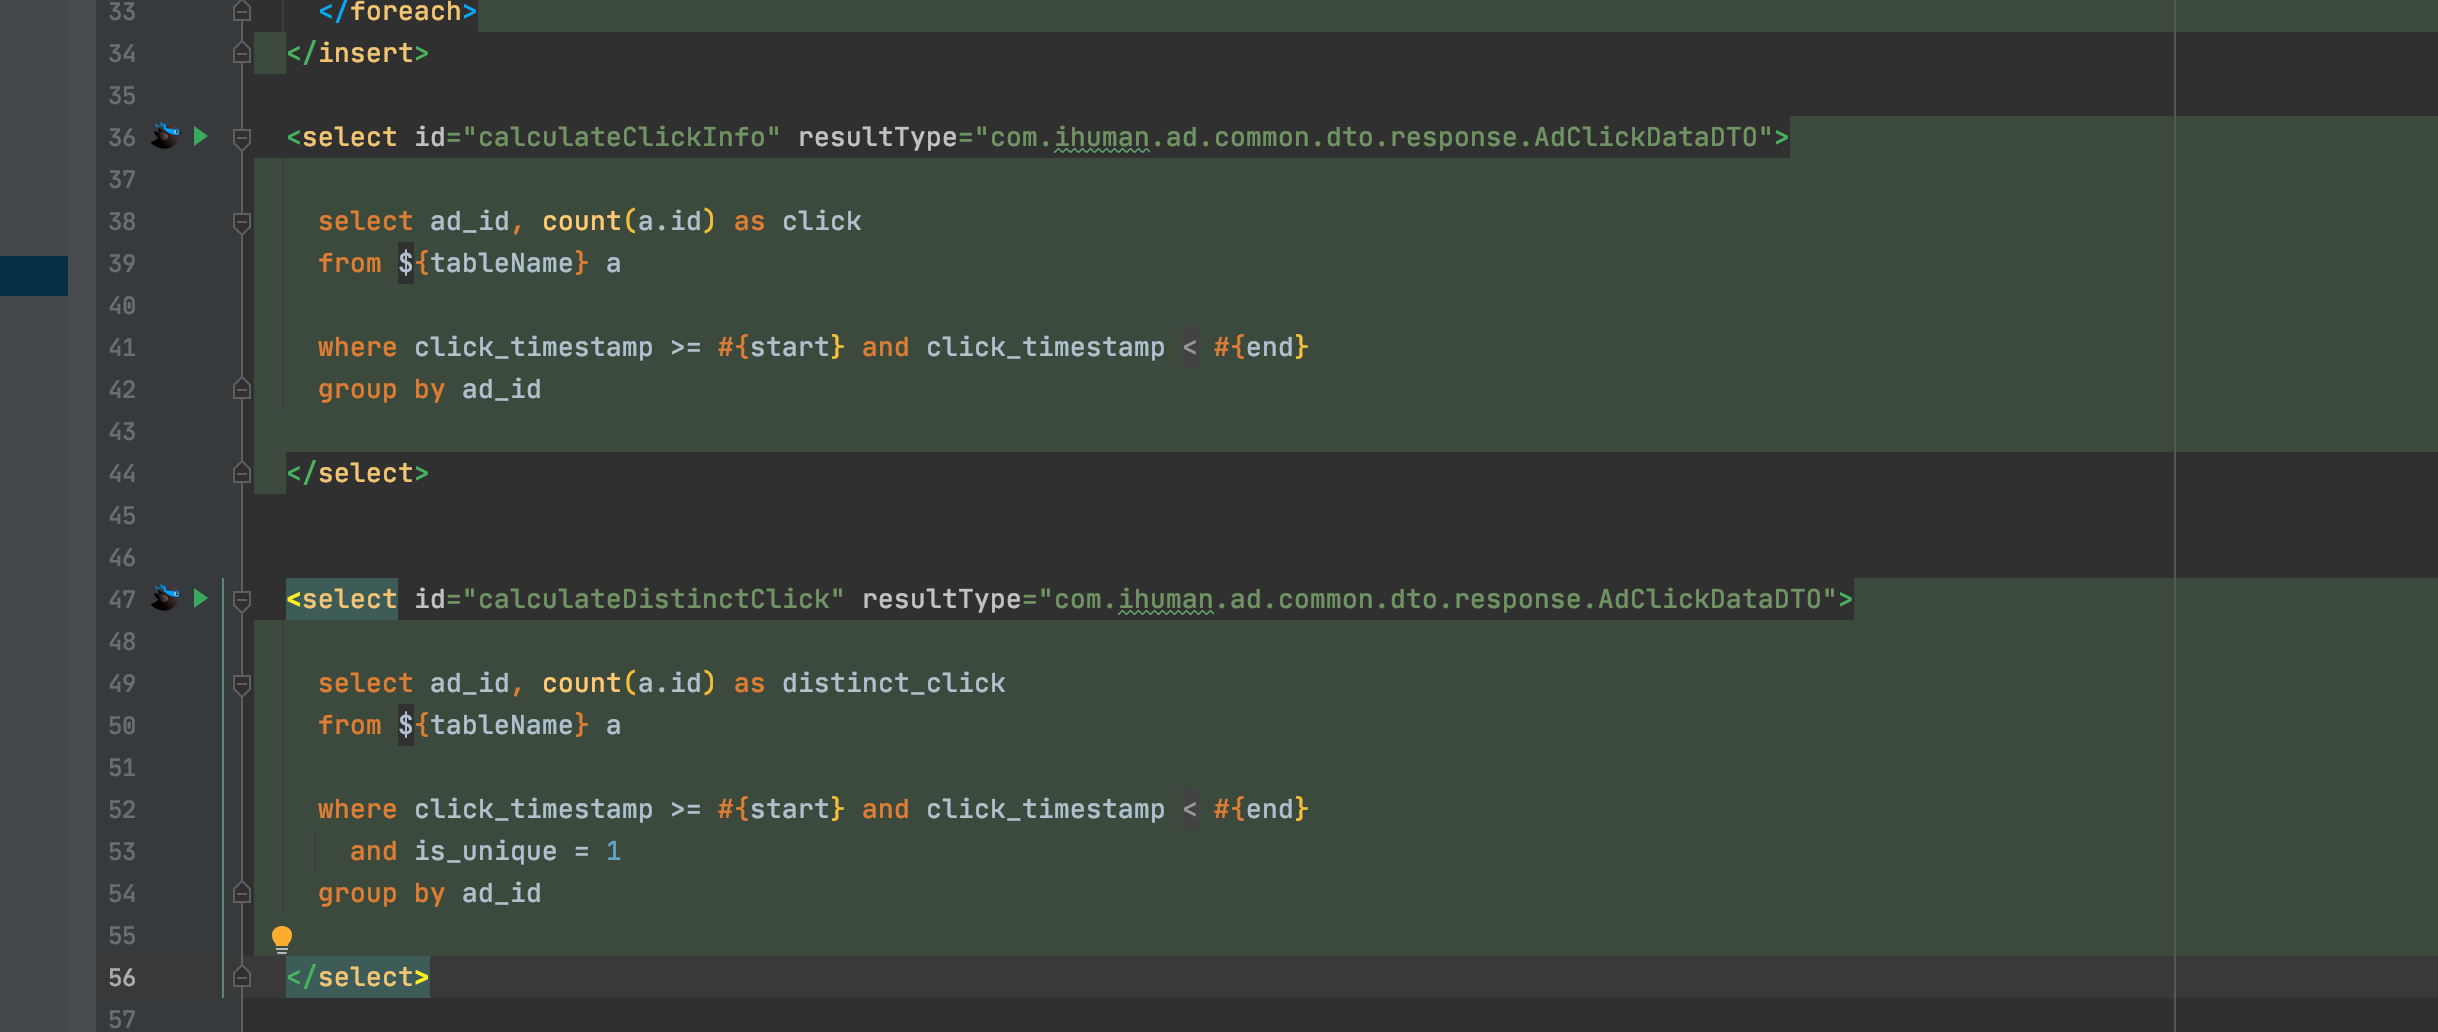 33 </foreach>
34 </insert>
35
36 <select id="calculateClickInfo" resultType="com.ihuman.ad.common.dto.response.AdClickDataDTO">
37
38 select ad_id, count(a.id) as click
39 from ${tableName} a
40
41 where click_timestamp >= #{start} and click_timestamp < #{end}
42 group by ad_id
43
44 </select>
45
46
47 <select id="calculateDistinctClick" resultType="com.ihuman.ad.common.dto.response.AdClickDataDTO">
48
49 select ad_id, count(a.id) as distinct_click
50 from ${tableName} a
51
52 where click_timestamp >= #{start} and click_timestamp < #{end}
53 and is_unique = 1
54 group by ad_id
55
56 </select>
57